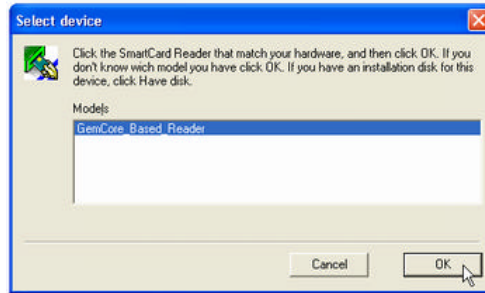 Select device
Click the SmartCard Reader that match your hardware, and then click OK. If you
don't know wich model you have click OK. If you have an installation disk for this
device, click Have disk.
Models
GemCore_Based_Reader
Cancel
OK